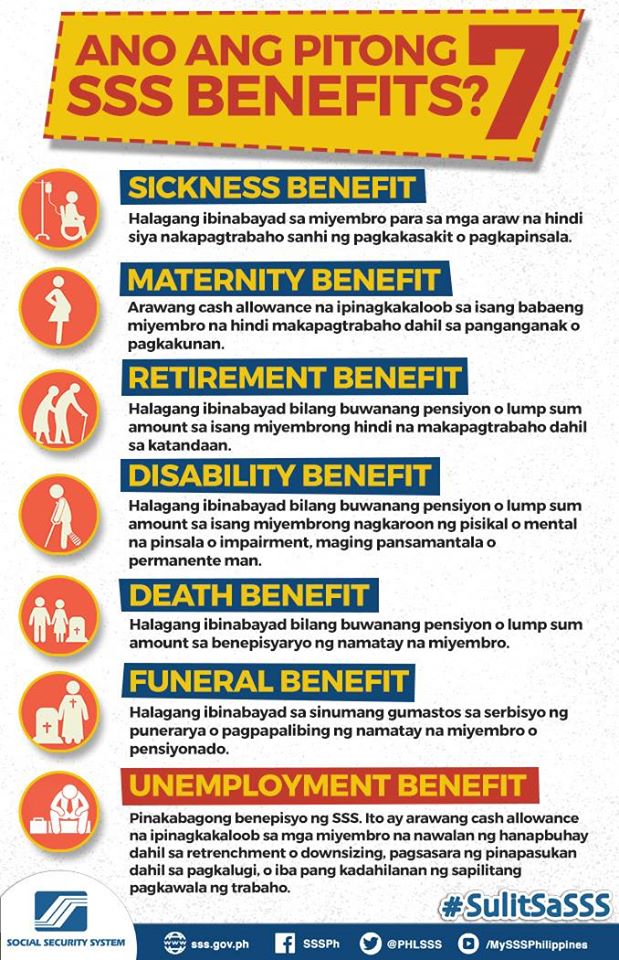 ANO ANG PITONG 7
SSS BENEFITS?
SICKNESS BENEFIT
Halagang ibinabayad sa miyembro para sa mga araw na hindi
siya nakapagtrabaho sanhi ng pagkakasakit o pagkapinsala.
MATERNITY BENEFIT
Arawang cash allowance na ipinagkakaloob sa isang babaeng
miyembro na hindi makapagtrabaho dahil sa panganganak o
pagkakunan.
RETIREMENT BENEFIT
Halagang ibinabayad bilang buwanang pensiyon o lump sum
amount sa isang miyembrong hindi na makapagtrabaho dahil
sa katandaan.
DISABILITY BENEFIT
Halagang ibinabayad bilang buwanang pensiyon o lump sum
amount sa isang miyembrong nagkaroon ng pisikal o mental
na pinsala o impairment, maging pansamantala o
permanente man.
DEATH BENEFIT
Halagang ibinabayad bilang buwanang pensiyon o lump sum
amount sa benepisyaryo ng namatay na miyembro.
FUNERAL BENEFIT
Halagang ibinabayad sa sinumang gumastos sa serbisyo ng
punerarya o pagpapalibing ng namatay na miyembro o
pensiyonado.
UNEMPLOYMENT BENEFIT
Pinakabagong benepisyo ng SSS. Ito ay arawang cash allowance
na ipinagkakaloob sa mga miyembro na nawalan ng hanapbuhay
dahil sa retrenchment o downsizing, pagsasara ng pinapasukan
dahil sa pagkalugi, o iba pang kadahilanan ng sapilitang
pagkawala ng trabaho.
#SulitSaSSS
SOCIAL SECURITY SYSTEM
sss.gov.ph SSSPh @PHLSSS /MySSSPhilippines